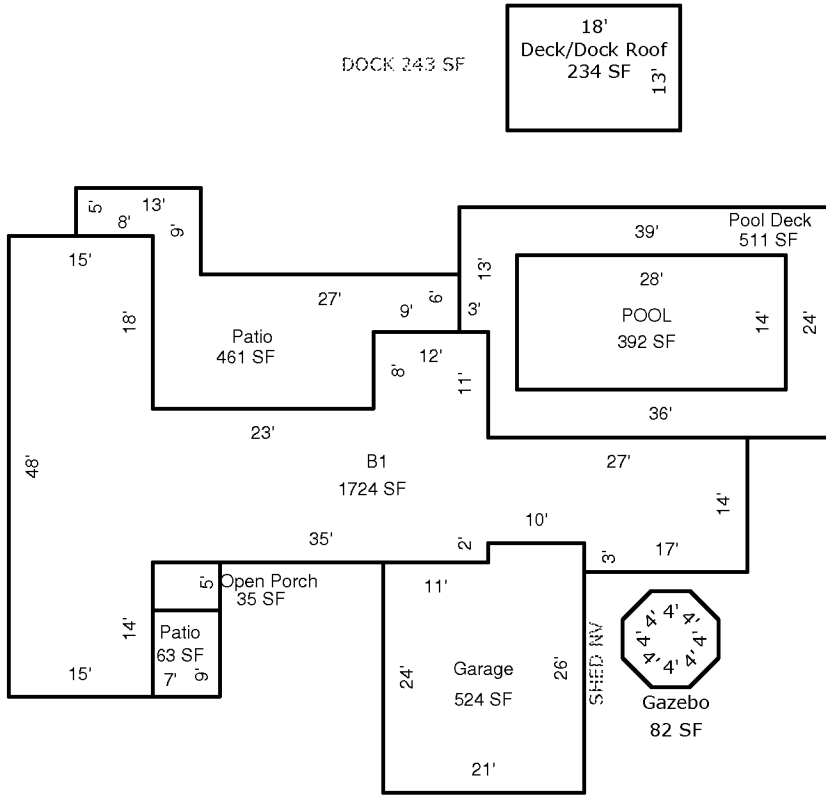 18'
Deck/Dock Roof
234 SF
13'
DOCK 243 SF
5'
13'
8'
9'
15'
18'
27'
9'
6'
Patio
461 SF
Pool Deck
511 SF
39'
13'
3'
28'
POOL
392 SF
14'
24'
36'
12'
8'
11'
23'
48'
B1
1724 SF
27'
14'
10'
2'
35'
3'
17'
5'
Open Porch
35 SF
14'
Patio
63 SF
7'
9'
15'
11'
24'
Garage
524 SF
26'
21'
SHED NV
4'
4'
4'
4'
4'
4'
4'
4'
Gazebo
82 SF